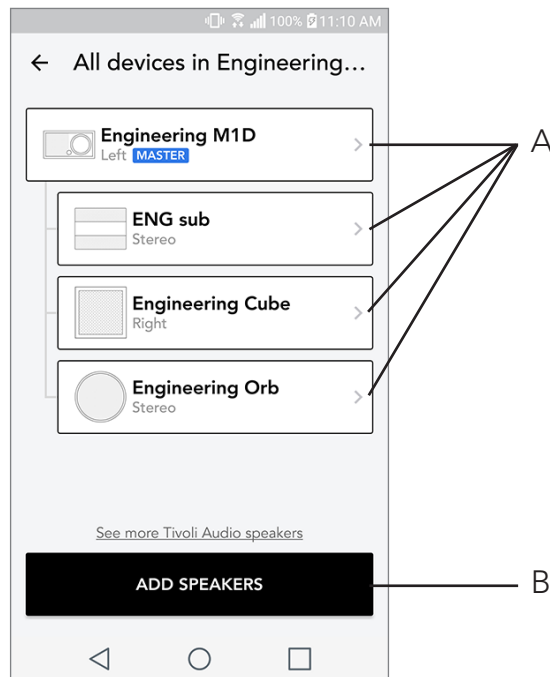 100% 11:10 AM
All devices in Engineering...
Engineering M1D
Left MASTER
A
ENG sub
Stereo
Engineering Cube
Right
Engineering Orb
Stereo
See more Tivoli Audio speakers
ADD SPEAKERS
B